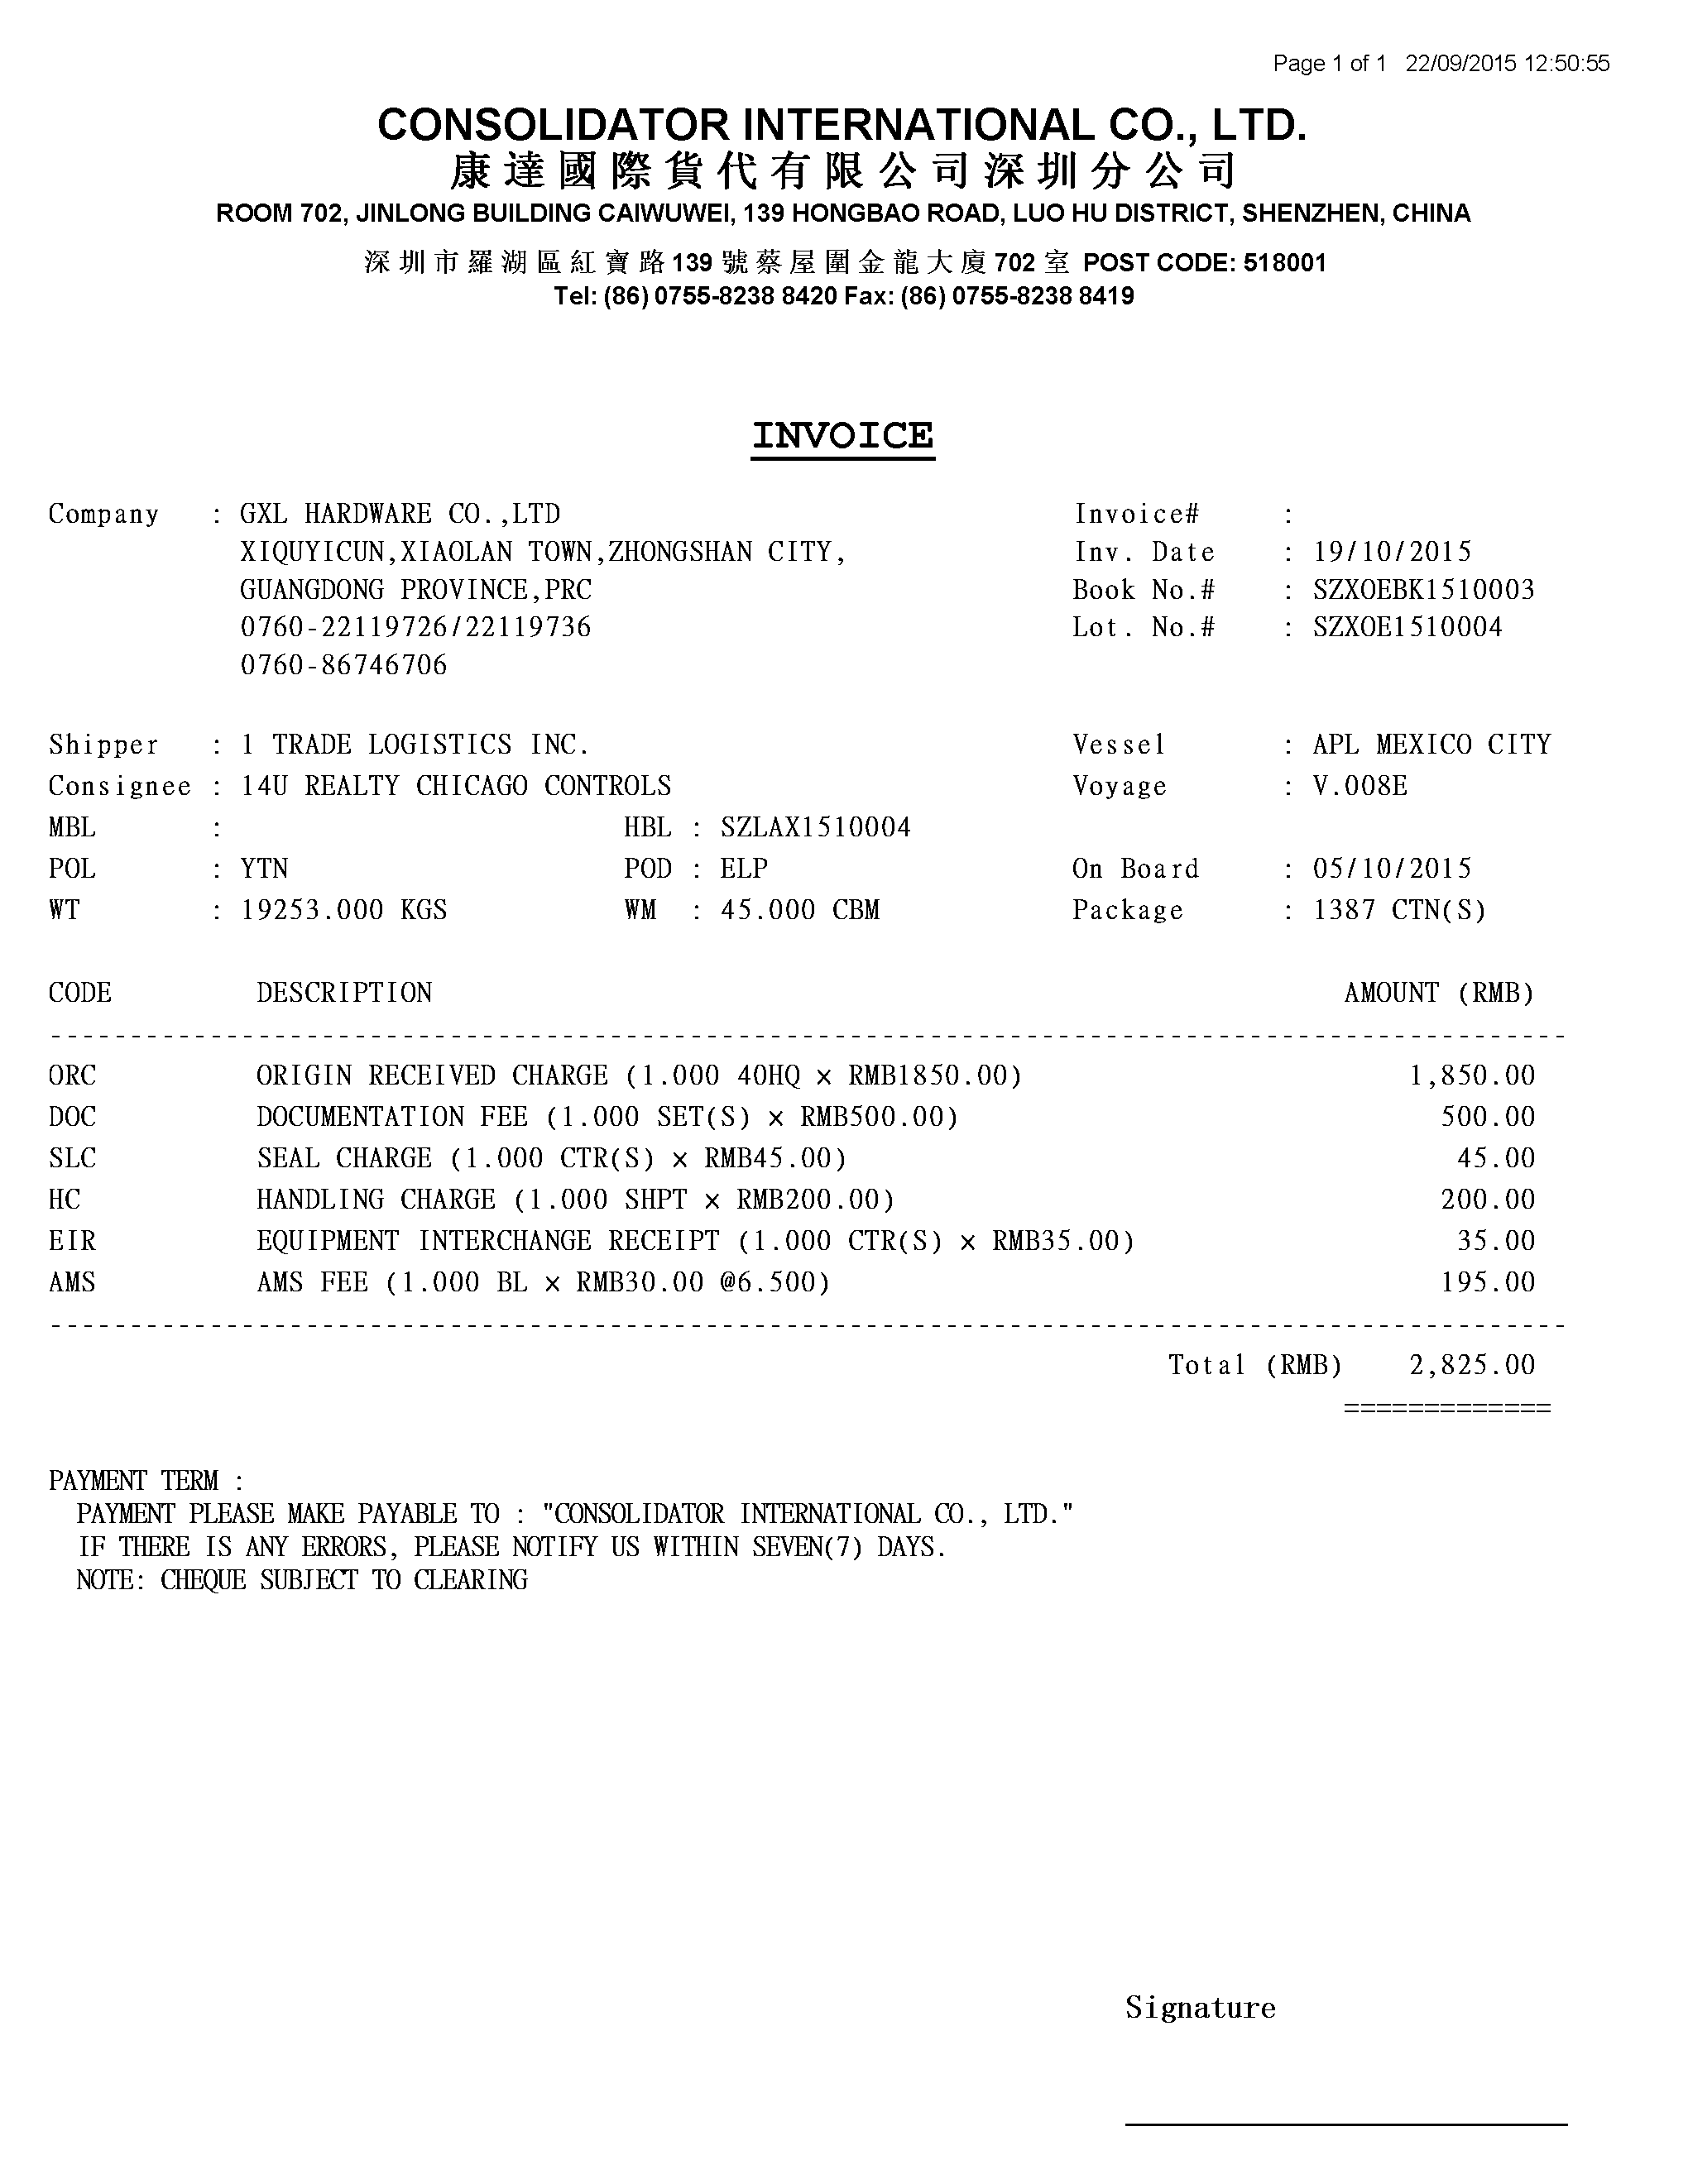 Page 1 of 1 22/09/2015 12:50:55
CONSOLIDATOR INTERNATIONAL CO., LTD.
康達國際貨代有限公司深圳分公司
ROOM 702, JINLONG BUILDING CAIWUWEI, 139 HONGBAO ROAD, LUO HU DISTRICT, SHENZHEN, CHINA
深圳市羅湖區紅寶路139號蔡屋圍金龍大廈702室 POST CODE: 518001
Tel: (86) 0755-8238 8420 Fax: (86) 0755-8238 8419
INVOICE
Company : GXL HARDWARE CO.,LTD Invoice# :
XIQUYICUN,XIAOLAN TOWN,ZHONGSHAN CITY, Inv. Date : 19/10/2015
GUANGDONG PROVINCE,PRC Book No.# : SZXOEBK1510003
0760-22119726/22119736 Lot. No.# : SZXOE1510004
0760-86746706
Shipper : 1 TRADE LOGISTICS INC. Vessel : APL MEXICO CITY
Consignee : 14U REALTY CHICAGO CONTROLS Voyage : V.008E
MBL : HBL : SZLAX1510004
POL : YTN POD : ELP On Board : 05/10/2015
WT : 19253.000 KGS WM : 45.000 CBM Package : 1387 CTN(S)
CODE DESCRIPTION AMOUNT (RMB)
ORC ORIGIN RECEIVED CHARGE (1.000 40HQ × RMB1850.00) 1,850.00
DOC DOCUMENTATION FEE (1.000 SET(S) × RMB500.00) 500.00
SLC SEAL CHARGE (1.000 CTR(S) × RMB45.00) 45.00
HC HANDLING CHARGE (1.000 SHPT × RMB200.00) 200.00
EIR EQUIPMENT INTERCHANGE RECEIPT (1.000 CTR(S) × RMB35.00) 35.00
AMS AMS FEE (1.000 BL × RMB30.00 @6.500) 195.00
Total (RMB) 2,825.00
=============
PAYMENT TERM :
PAYMENT PLEASE MAKE PAYABLE TO : "CONSOLIDATOR INTERNATIONAL CO., LTD."
IF THERE IS ANY ERRORS, PLEASE NOTIFY US WITHIN SEVEN(7) DAYS.
NOTE: CHEQUE SUBJECT TO CLEARING
Signature